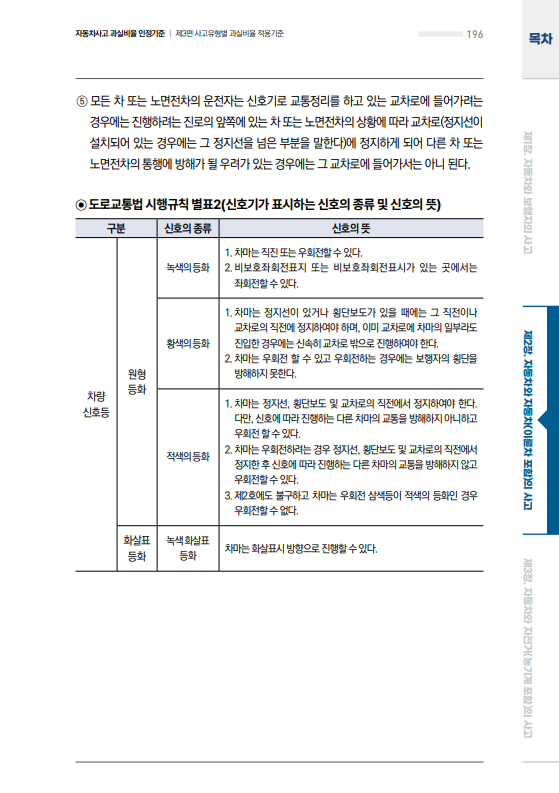 자동차사고 과실비율 인정기준 | 제3편 사고유형별 과실비율 적용기준
196
목차
⑤ 모든 차 또는 노면전차의 운전자는 신호기로 교통정리를 하고 있는 교차로에 들어가려는
경우에는 진행하려는 진로의 앞쪽에 있는 차 또는 노면전차의 상황에 따라 교차로(정지선이
설치되어 있는 경우에는 그 정지선을 넘은 부분을 말한다)에 정지하게 되어 다른 차 또는
노면전차의 통행에 방해가 될 우려가 있는 경우에는 그 교차로에 들어가서는 아니 된다.
◉ 도로교통법 시행규칙 별표2(신호기가 표시하는 신호의 종류 및 신호의 뜻)
구분 신호의 종류 신호의 뜻
차량
신호등
원형
등화
녹색의 등화
1. 차마는 직진 또는 우회전할 수 있다.
2. 비보호좌회전표지 또는 비보호좌회전표시가 있는 곳에서는
좌회전할 수 있다.
황색의 등화
1. 차마는 정지선이 있거나 횡단보도가 있을 때에는 그 직전이나
교차로의 직전에 정지하여야 하며, 이미 교차로에 차마의 일부라도
진입한 경우에는 신속히 교차로 밖으로 진행하여야 한다.
2. 차마는 우회전 할 수 있고 우회전하는 경우에는 보행자의 횡단을
방해하지 못한다.
적색의 등화
1. 차마는 정지선, 횡단보도 및 교차로의 직전에서 정지하여야 한다.
다만, 신호에 따라 진행하는 다른 차마의 교통을 방해하지 아니하고
우회전 할 수 있다.
2. 차마는 우회전하려는 경우 정지선, 횡단보도 및 교차로의 직전에서
정지한 후 신호에 따라 진행하는 다른 차마의 교통을 방해하지 않고
우회전할 수 있다.
3. 제2호에도 불구하고 차마는 우회전 삼색등이 적색의 등화인 경우
우회전할 수 없다.
화살표
등화
녹색 화살표
등화
차마는 화살표시 방향으로 진행할 수 있다.
제1장. 자동차와 보행자의 사고
제2장. 자동차와 자동차(이륜차 포함)의 사고
제3장. 자동차와 자전거(농기계 포함)의 사고